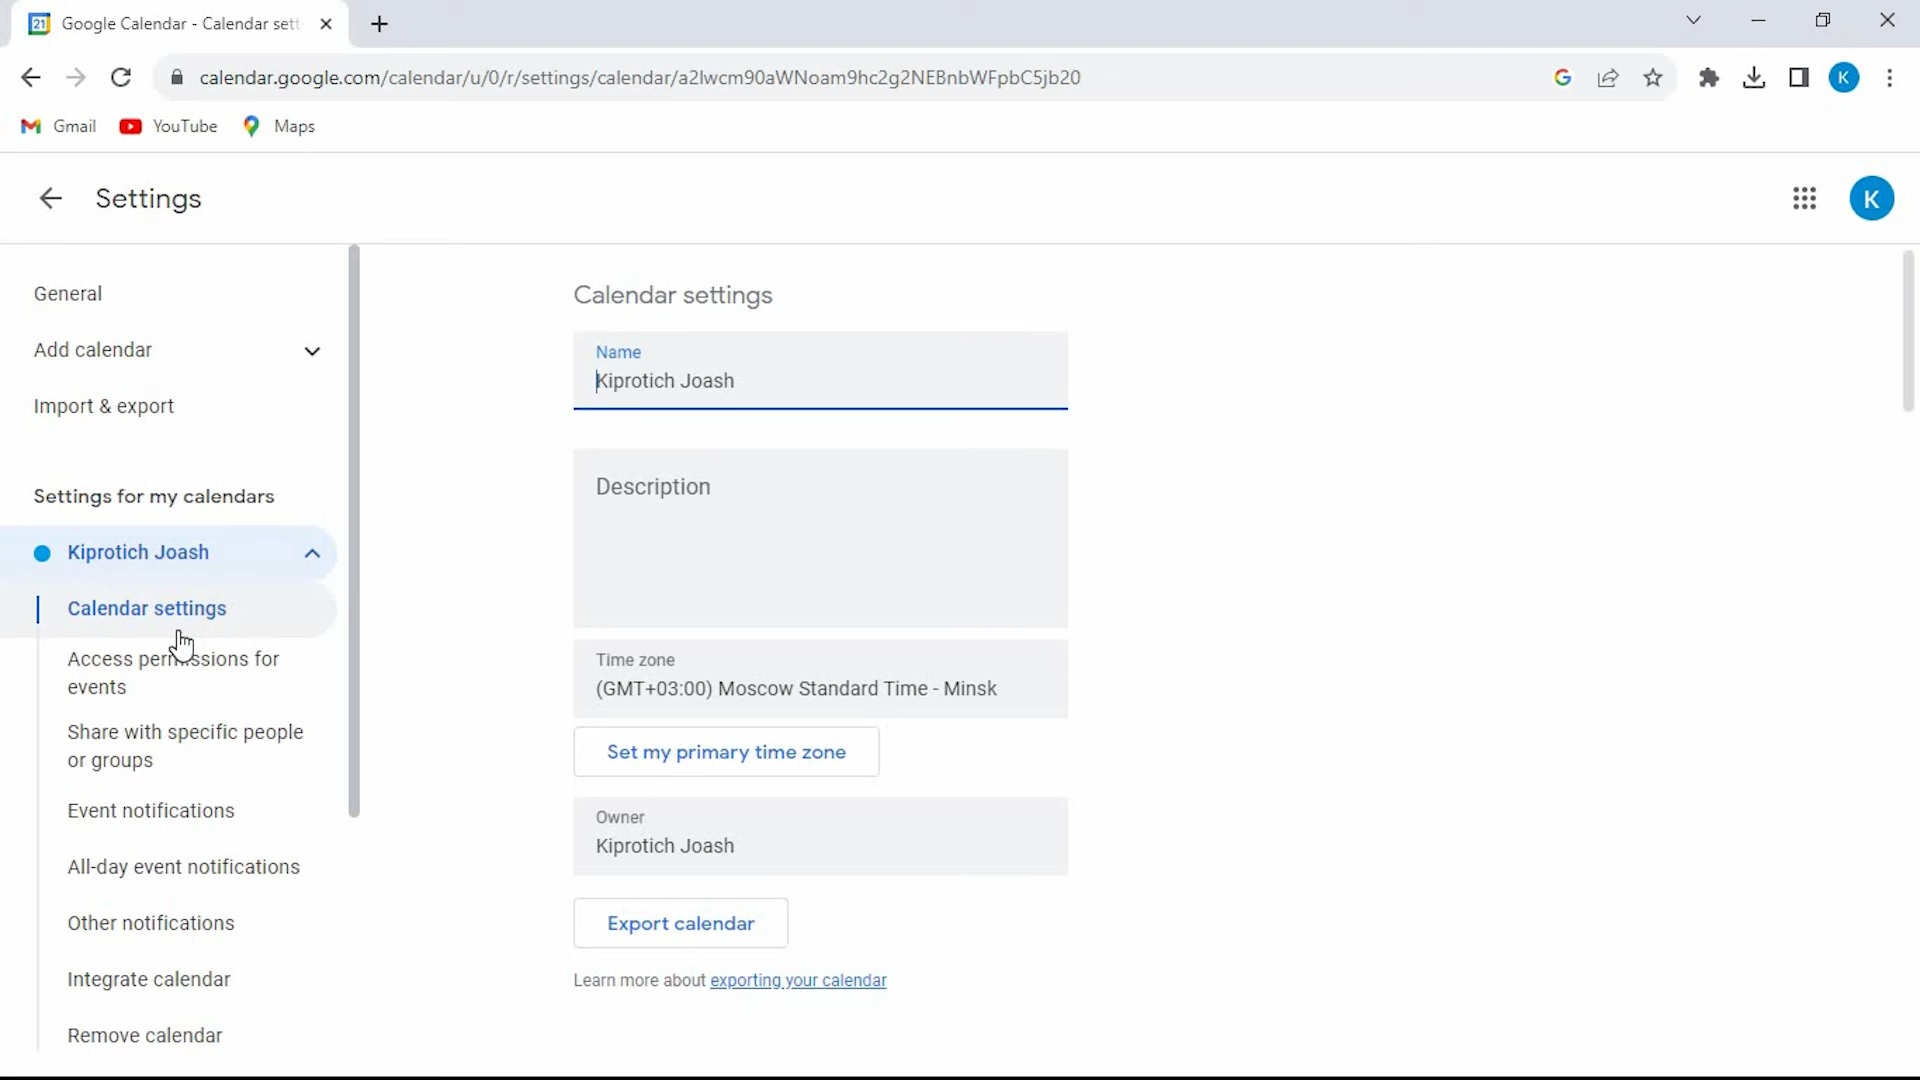 21
Google Calendar - Calendar sett
calendar.google.com/calendar/u/0/r/settings/calendar/a2lwcm90aWNoam9hc2g2NEBnbWFpbC5jb20
G
K
Gmail
YouTube
Maps
Settings
K
General
Add calendar
Import & export
Settings for my calendars
Kiprotich Joash
Calendar settings
Access permissions for
events
Share with specific people
or groups
Event notifications
All-day event notifications
Other notifications
Integrate calendar
Remove calendar
Calendar settings
Name
Kiprotich Joash
Description
Time zone
(GMT+03:00) Moscow Standard Time - Minsk
Set my primary time zone
Owner
Kiprotich Joash
Export calendar
Learn more about exporting your calendar